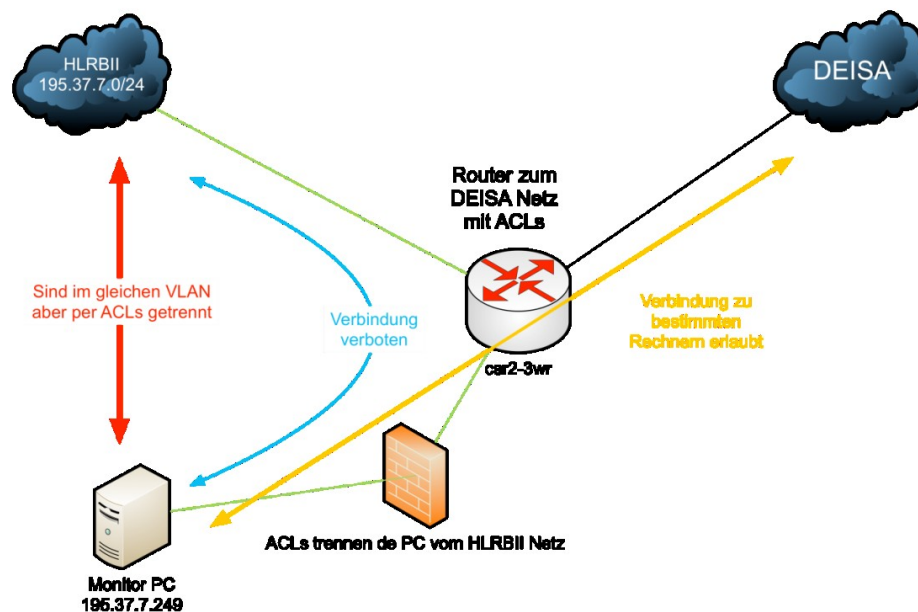 HLRBII
195.37.7.0/24
DEISA
Router zum
DEISA Netz
mit ACLs
Sind im gleichen VLAN
aber per ACLs getrennt
Verbindung
verboten
Verbindung zu
bestimmten
Rechnern erlaubt
csr2-3wr
ACLs trennen de PC vom HLRBII Netz
Monitor PC
195.37.7.249